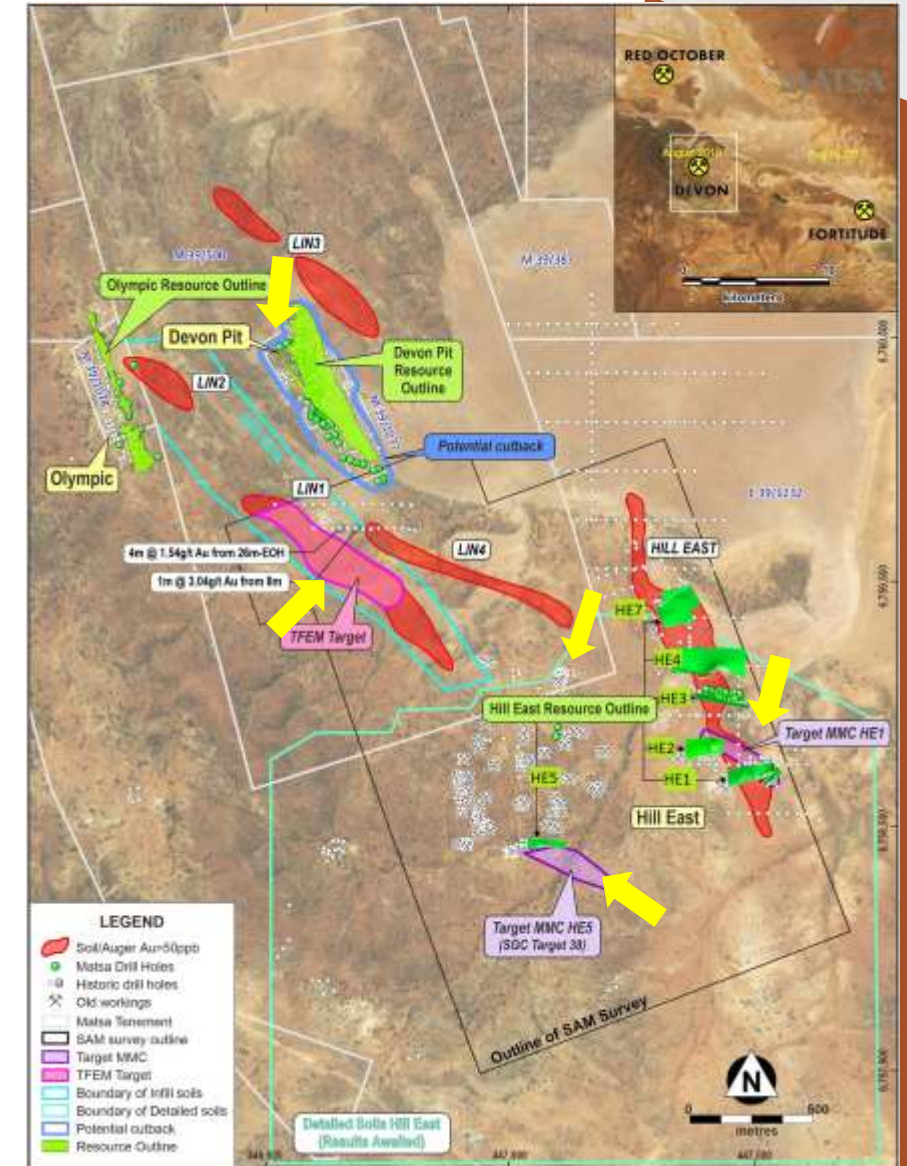 RED OCTOBER
MATSA
DEVON
FORTITUDE
Kilometers
LIN3
Olympic Resource Outline
Devon Pit
Devon Pit
Resource
Outline
LIN2
Potential cutback
Olympic
LIN1
4m @ 1.54g/t Au from 26m-EOH
1m @ 3.04g/t Au from 8m
LIN4
HILL EAST
TFEM Target
HE7
HE4
HE3
Hill East Resource Outline
Target MMC HE1
HE2
HE5
HE1
Hill East
Target MMC HE5
(SGC Target 38)
Outline of SAM Survey
LEGEND
Soil/Auger Au>50ppb
Matsa Drill Holes
Historic drill holes
Old workings
Matsa Tenement
SAM survey outline
Target MMC
TFEM Target
Boundary of Infill soils
Boundary of Detailed soils
Potential cutback
Resource Outline
Detailed Soils Hill East
(Results Awaited)
N
0 500
metres
447,000